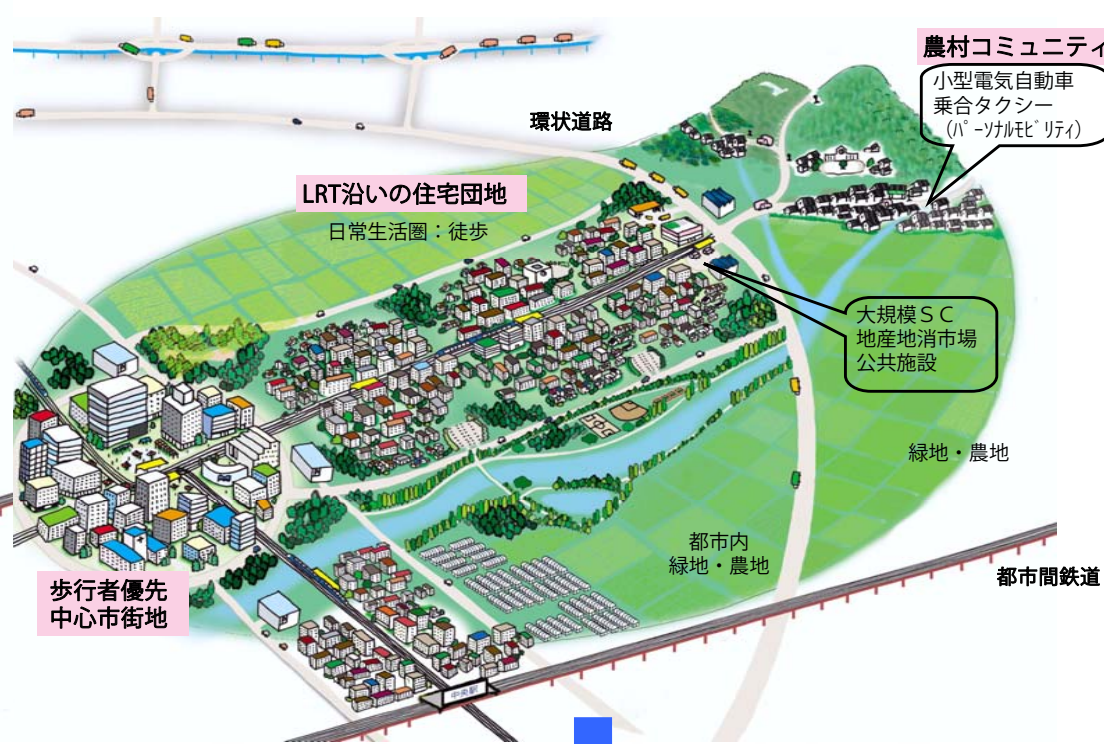 農村コミュニティ
小型電気自動車
乗合タクシー
(ﾊﾟｰｿﾅﾙﾓﾋﾞﾘﾃｨ)
環状道路
LRT沿いの住宅団地
日常生活圏：徒歩
大規模ＳＣ
地産地消市場
公共施設
緑地・農地
都市内
緑地・農地
都市間鉄道
歩行者優先
中心市街地
中央駅